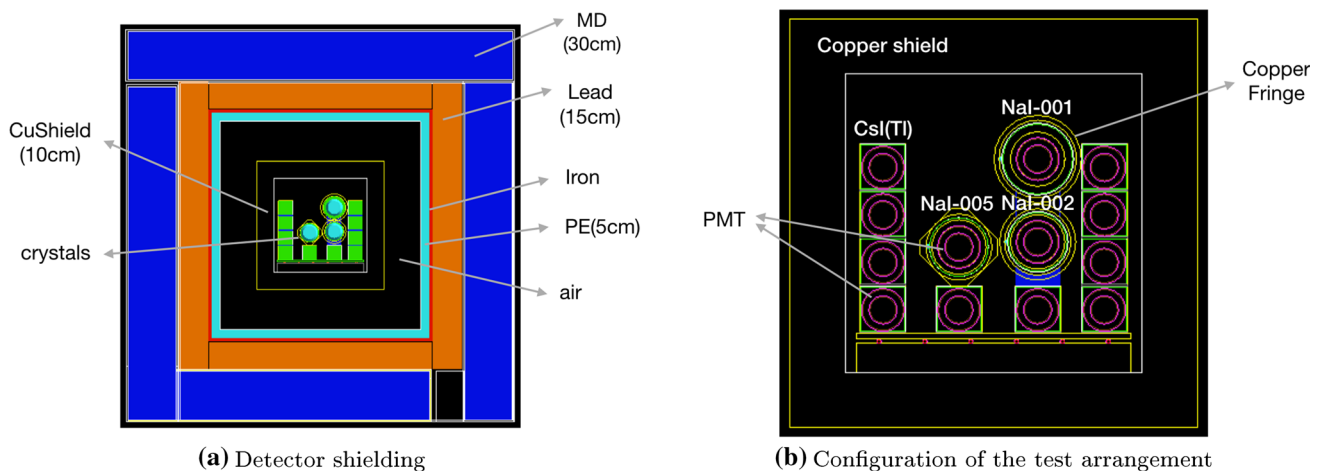 MD
(30cm)
Lead
(15cm)
CuShield
(10cm)
Iron
PE(5cm)
crystals
air
(a) Detector shielding
Copper shield
Copper
Fringe
NaI-001
CsI(Tl)
NaI-005
NaI-002
PMT
(b) Configuration of the test arrangement